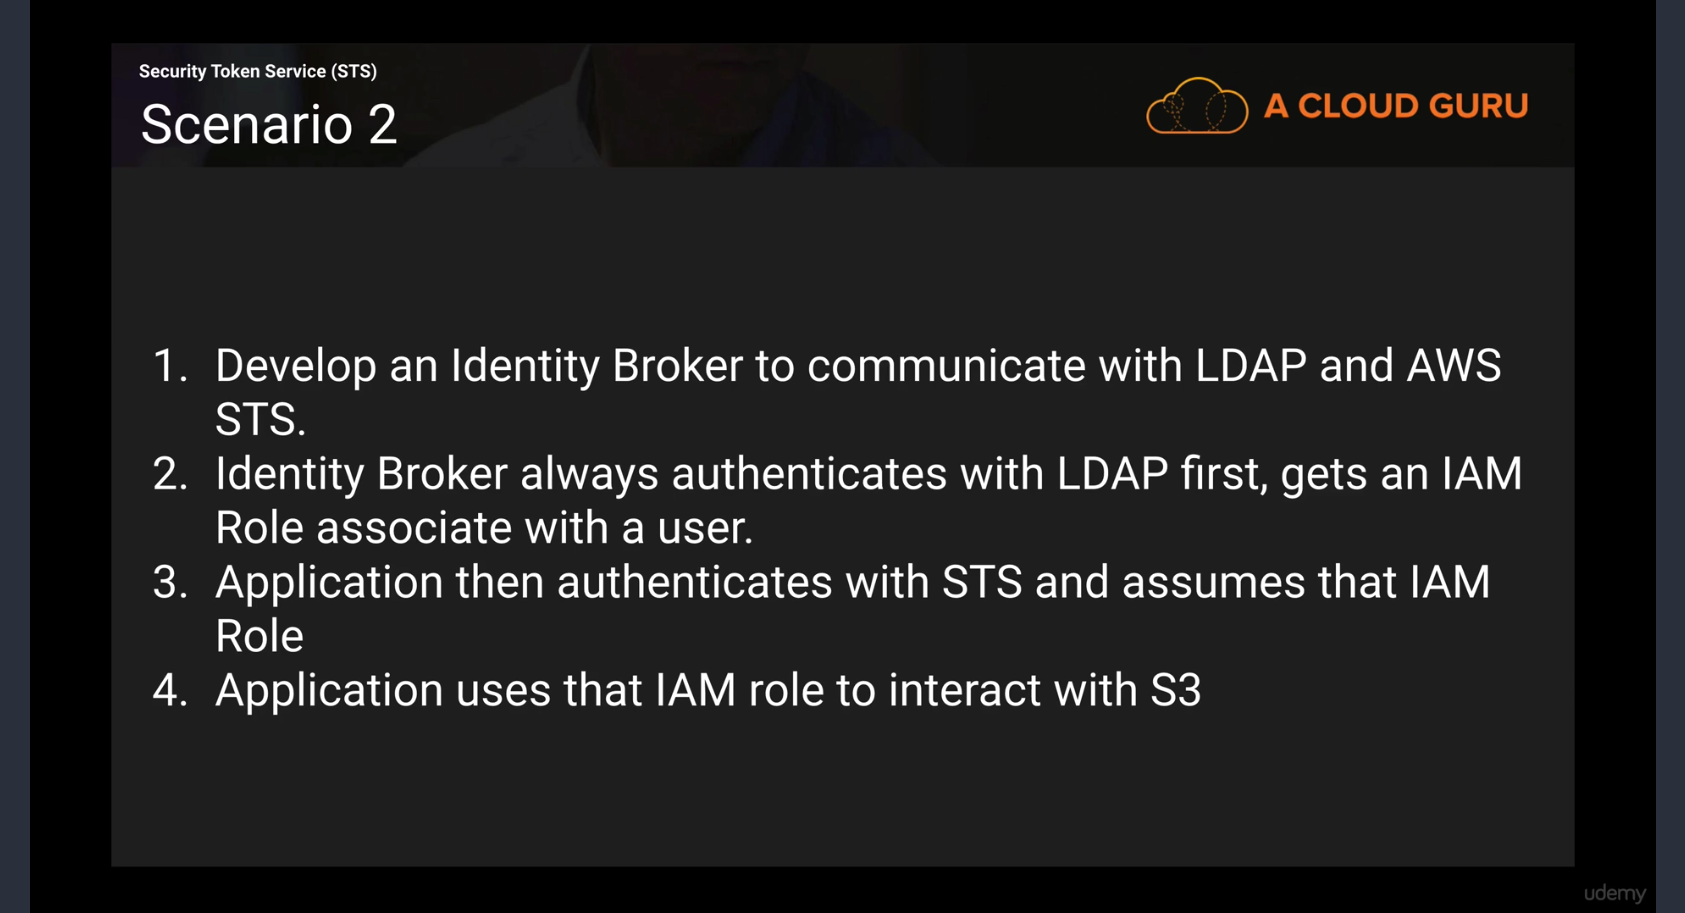 Security Token Service (STS)
Scenario 2
A CLOUD GURU
1. Develop an Identity Broker to communicate with LDAP and AWS
STS.
2. Identity Broker always authenticates with LDAP first, gets an IAM
Role associate with a user.
3. Application then authenticates with STS and assumes that IAM
Role
4. Application uses that IAM role to interact with S3
udemy